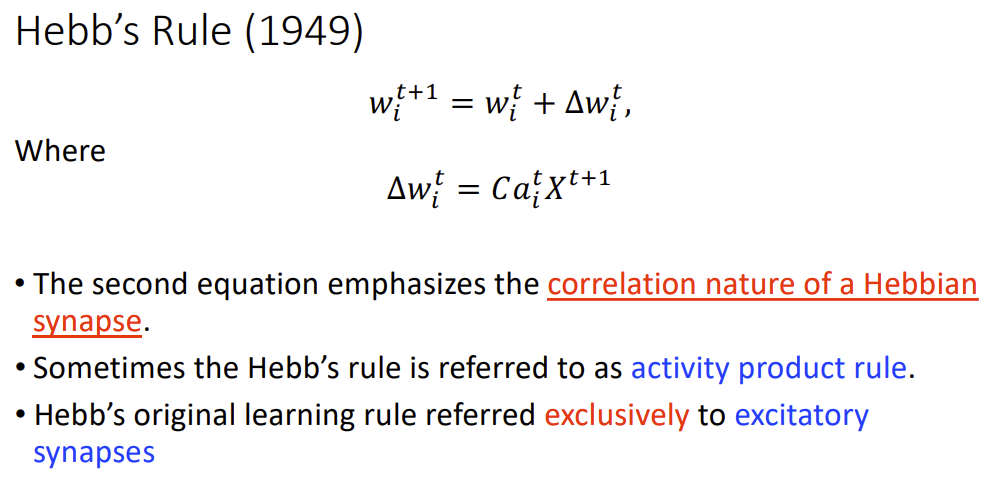 Hebb's Rule (1949)
$w_i^{t+1} = w_i^t + \Delta w_i^t,$
Where
$\Delta w_i^t = C a_i^t X^{t+1}$
• The second equation emphasizes the correlation nature of a Hebbian
synapse.
• Sometimes the Hebb's rule is referred to as activity product rule.
• Hebb's original learning rule referred exclusively to excitatory
synapses